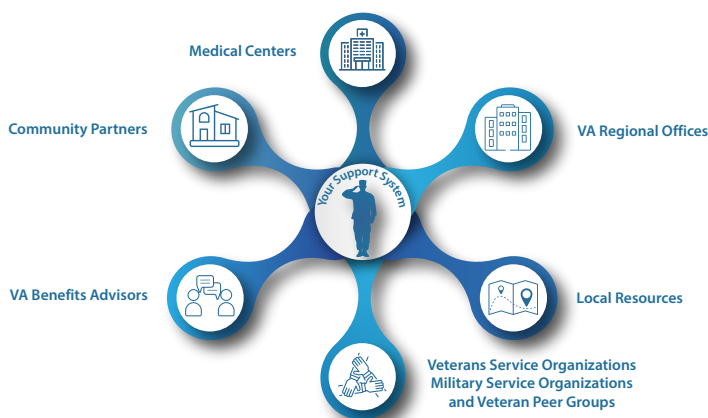 Medical Centers
Community Partners
VA Regional Offices
Your Support System
VA Benefits Advisors
Local Resources
Veterans Service Organizations
Military Service Organizations
and Veteran Peer Groups